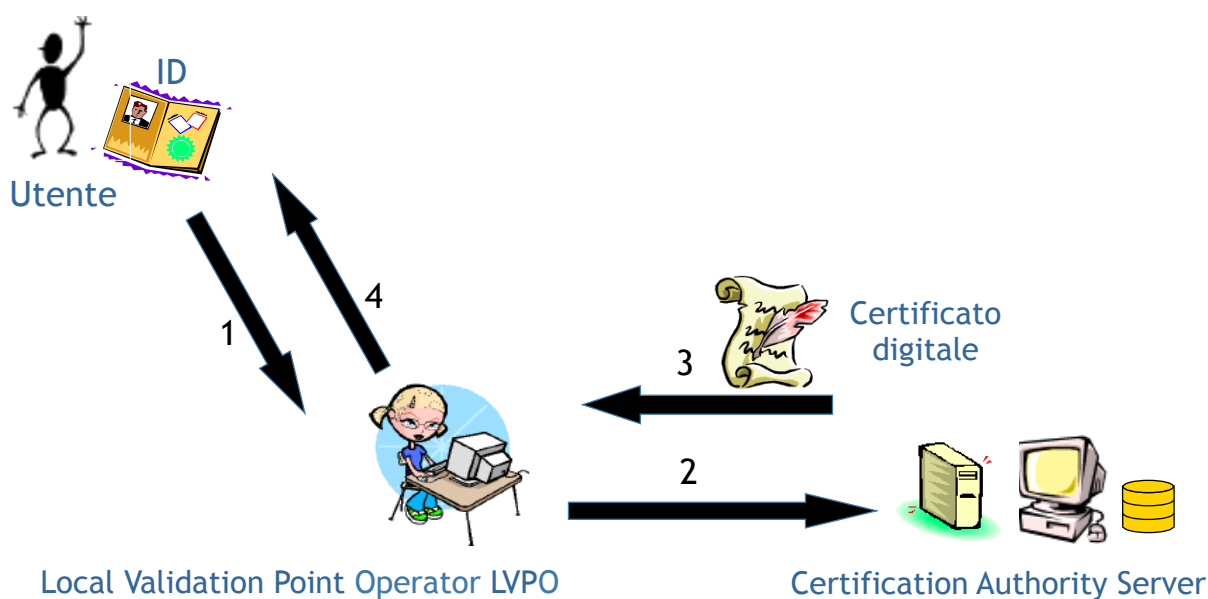 ID
Utente
1
4
3
Certificato
digitale
2
Local Validation Point Operator LVPO
Certification Authority Server